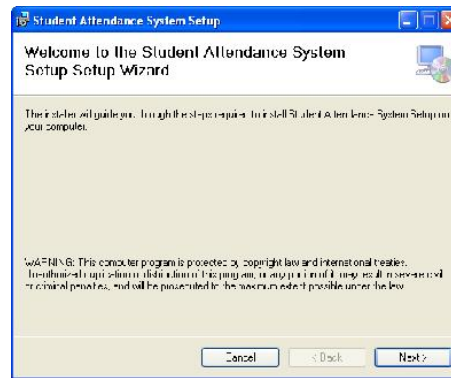 Student Attendance System Setup
Welcome to the Student Attendance System
Setup Setup Wizard
The installer will guide you through the steps required to install Student Attendance System Setup on
your computer.
WARNING: This computer program is protected by copyright law and international treaties.
Unauthorized duplication or distribution of this program, or any portion of it, may result in severe civil
or criminal penalties, and will be prosecuted to the maximum extent possible under the law.
Cancel
< Back
Next >